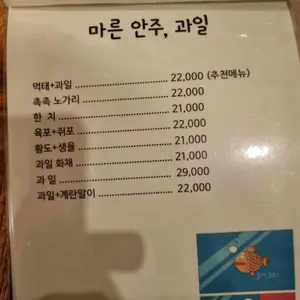 마른 안주, 과일
먹태+과일 ........ 22,000 (추천메뉴)
촉촉 노가리 ........ 22,000
한 치 ........ 21,000
육포+쥐포 ........ 22,000
황도+생율 ........ 21,000
과일 화채 ........ 21,000
과 일 ........ 29,000
과일+계란말이 ........ 22,000